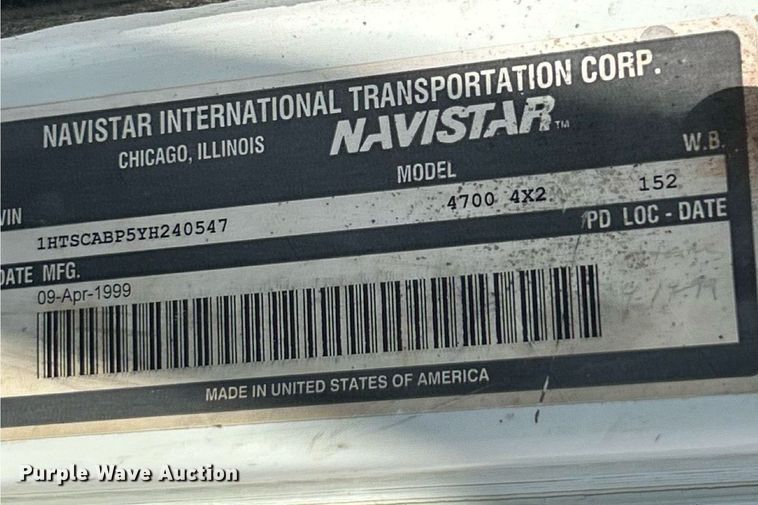 NAVISTAR INTERNATIONAL TRANSPORTATION CORP.
CHICAGO, ILLINOIS
NAVISTAR TM
VIN
MODEL
W.B.
1HTSCABP5YH240547
4700 4X2
152
DATE MFG.
PD LOC - DATE
09-Apr-1999
MADE IN UNITED STATES OF AMERICA
Purple Wave Auction